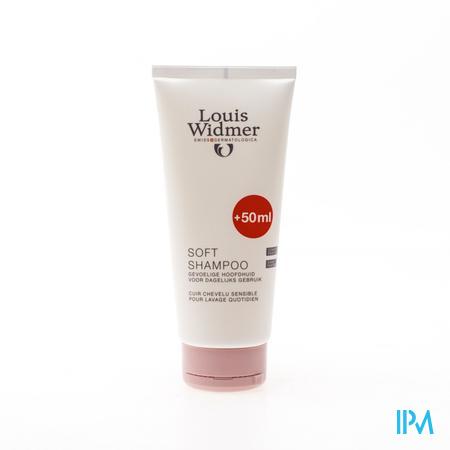 Louis
Widmer
SWISS DERMATOLOGICA
+50ml
SOFT
SHAMPOO
GEVOELIGE HOOFDHUID
VOOR DAGELIJKS GEBRUIK
CUIR CHEVELU SENSIBLE
POUR LAVAGE QUOTIDIEN
IPM